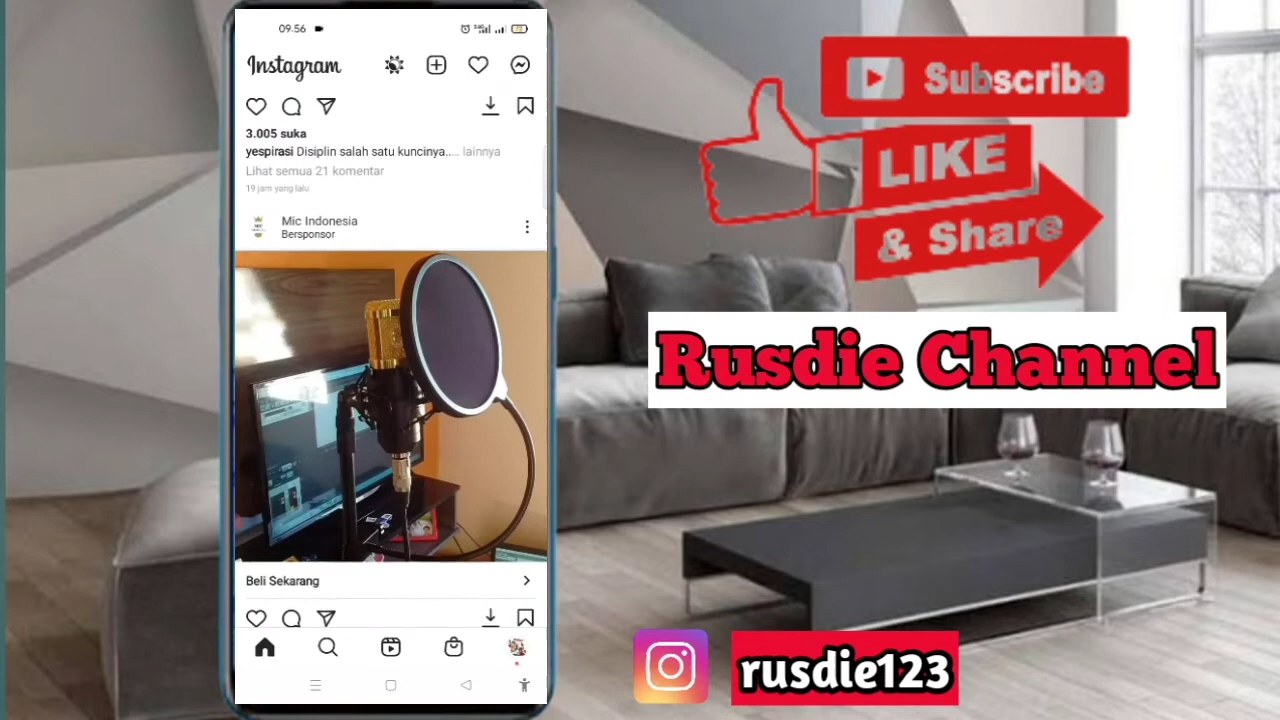 09.56
72
Instagram
3.005 suka
yespirasi Disiplin salah satu kuncinya.... lainnya
Lihat semua 21 komentar
19 jam yang lalu
Mic Indonesia
Bersponsor
Beli Sekarang
Subscribe
LIKE
& Share
Rusdie Channel
rusdie123